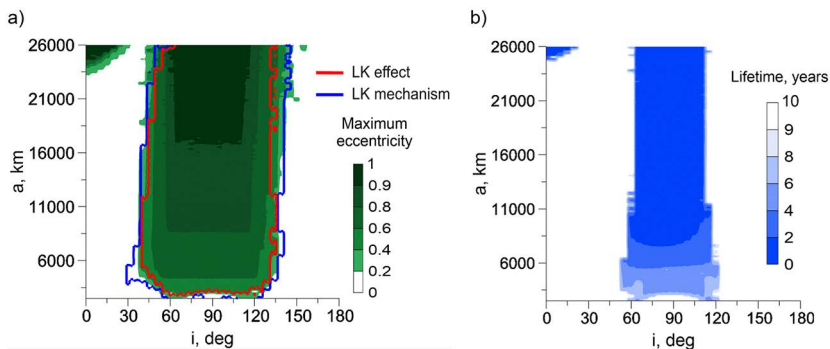 a)
26000
21000
16000
11000
6000
a, km
0 30 60 90 120 150 180
i, deg
LK effect
LK mechanism
Maximum
eccentricity
1
0.9
0.8
0.6
0.4
0.2
0
b)
26000
21000
16000
11000
6000
a, km
0 30 60 90 120 150 180
i, deg
Lifetime, years
10
9
8
6
4
2
0